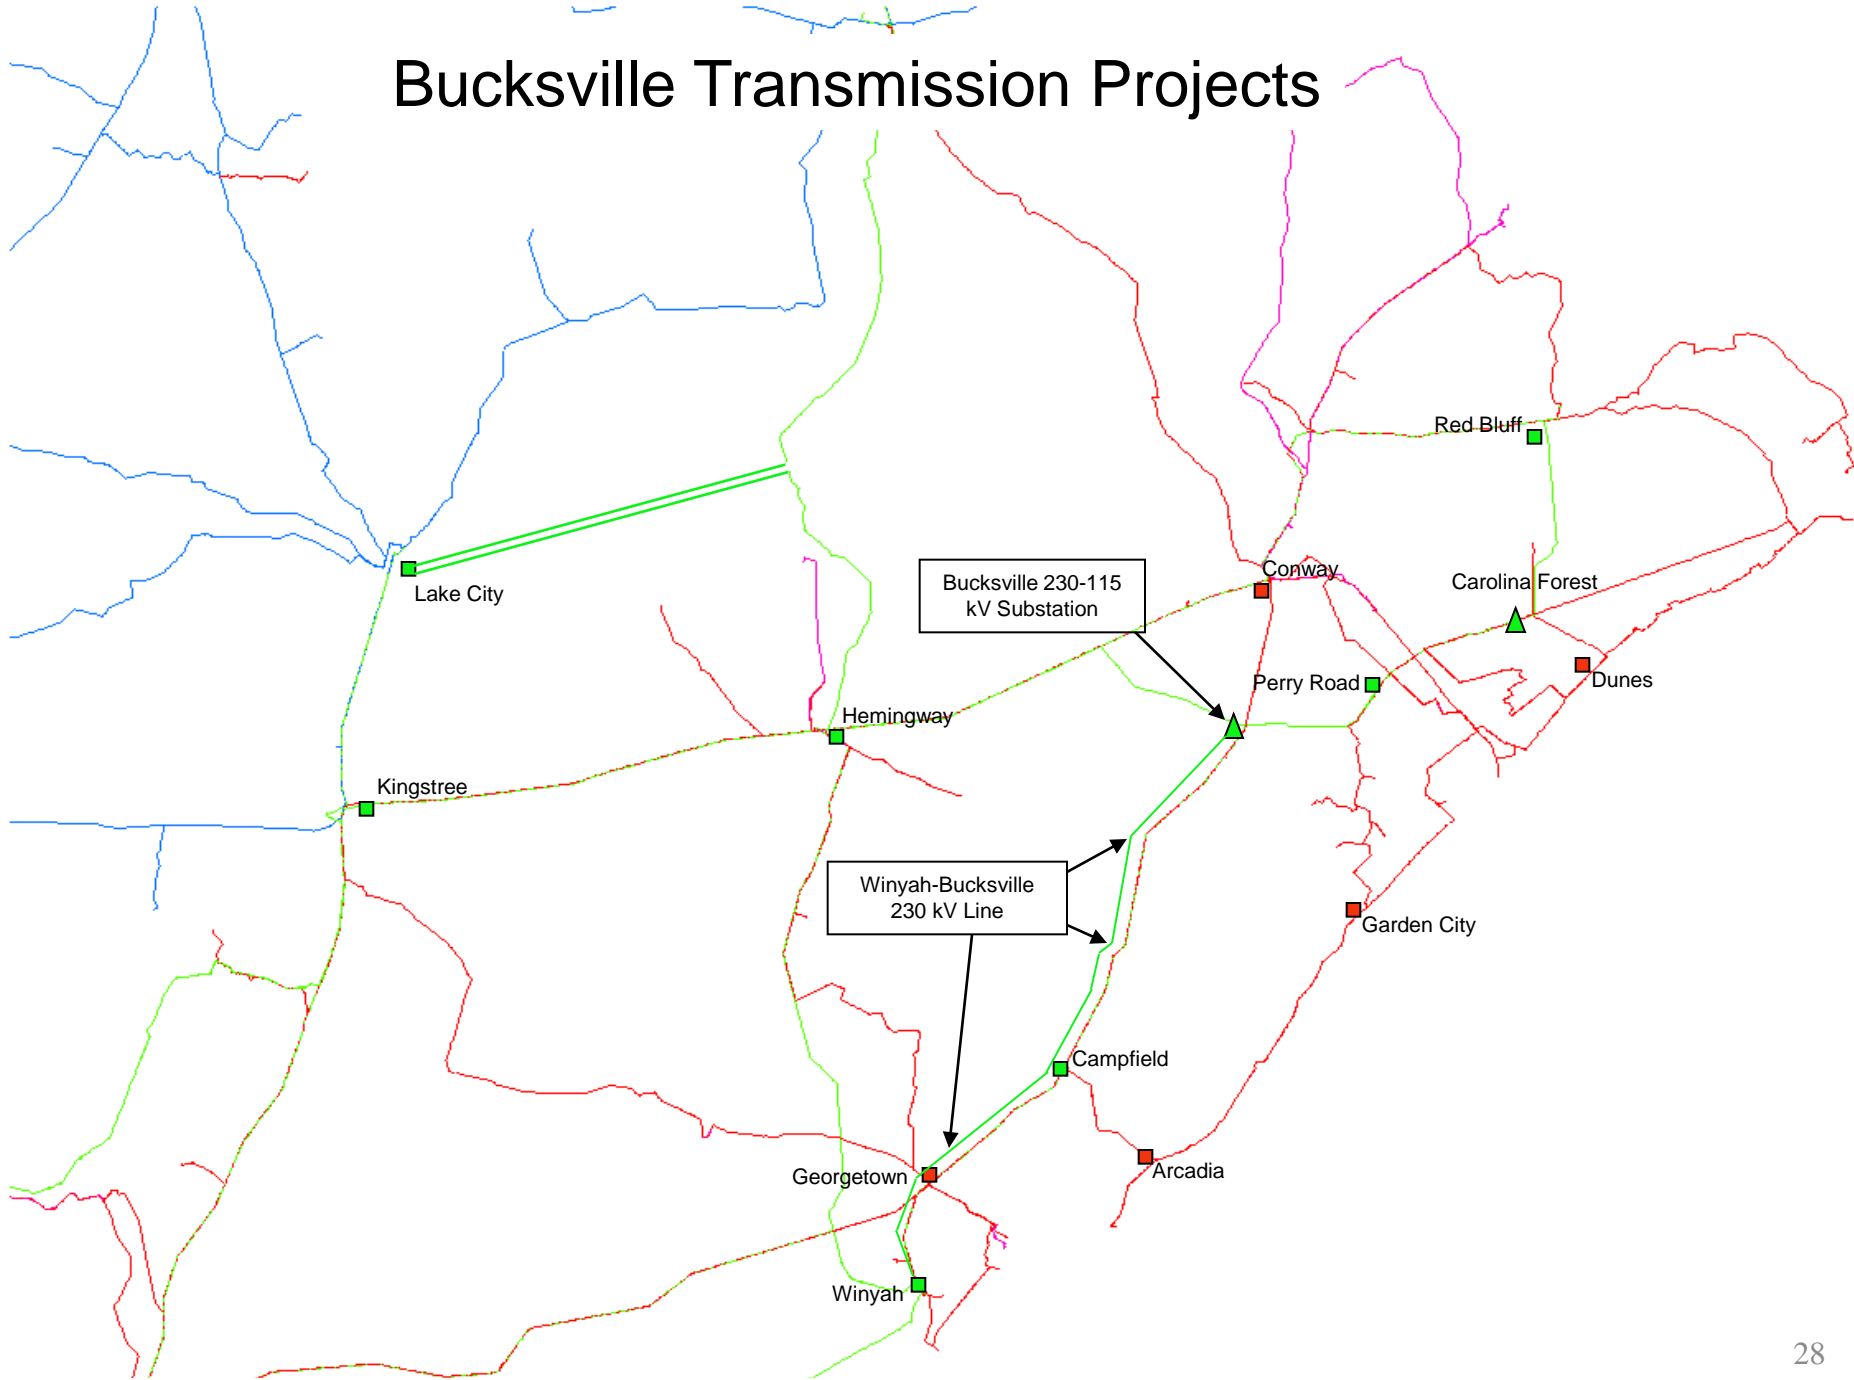 Bucksville Transmission Projects
Red Bluff
Lake City
Bucksville 230-115
kV Substation
Conway
Carolina Forest
Perry Road
Dunes
Hemingway
Kingstree
Winyah-Bucksville
230 kV Line
Garden City
Campfield
Georgetown
Arcadia
Winyah
28